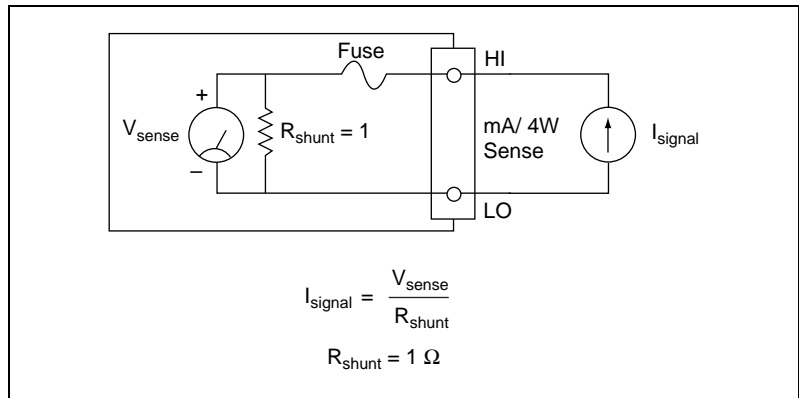 Fuse
HI
+
V_sense
R_shunt = 1
mA/ 4W
Sense
I_signal
–
LO
I_signal = V_sense / R_shunt
R_shunt = 1 Ω